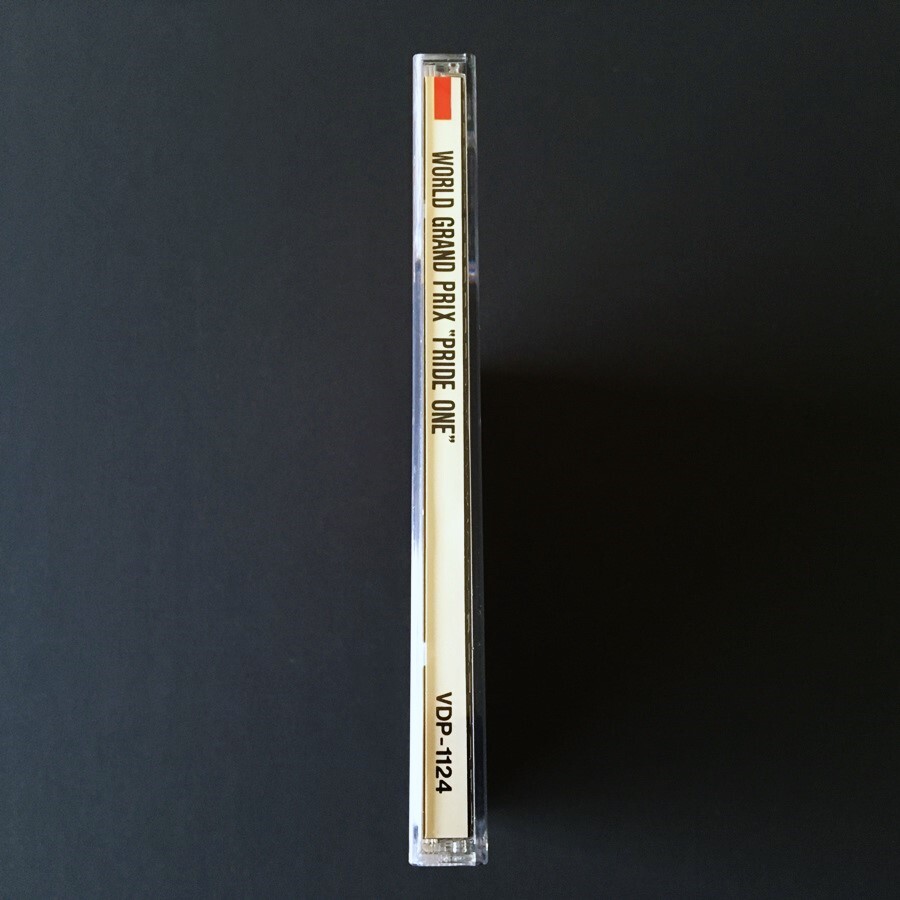 WORLD GRAND PRIX "PRIDE ONE"
VDP-1124